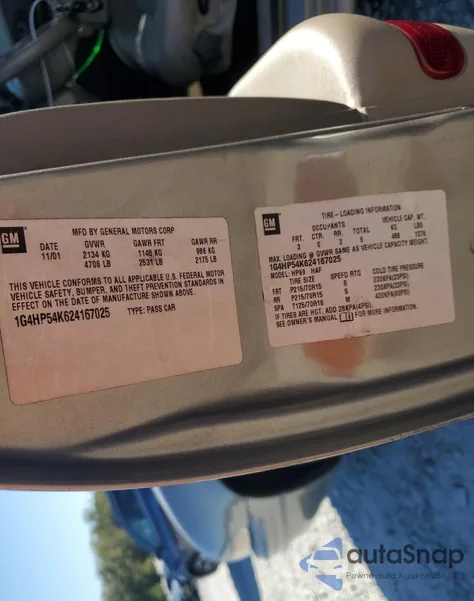 GM
MFD BY GENERAL MOTORS CORP
DATE GVWR GAWR FRT GAWR RR
11/01 2134 KG 1148 KG 986 KG
4706 LB 2531 LB 2175 LB
THIS VEHICLE CONFORMS TO ALL APPLICABLE U.S. FEDERAL MOTOR
VEHICLE SAFETY, BUMPER, AND THEFT PREVENTION STANDARDS IN
EFFECT ON THE DATE OF MANUFACTURE SHOWN ABOVE.
1G4HP54K624167025 TYPE: PASS CAR
GM
TIRE-LOADING INFORMATION
OCCUPANTS VEHICLE CAP. WT.
FRT. CTR. RR. TOTAL KG LBS
3 0 3 6 488 1076
MAX. LOADING @ GVWR SAME AS VEHICLE CAPACITY WEIGHT.
1G4HP54K624167025
MODEL: HP69 HAF
TIRE SIZE SPEED RTG COLD TIRE PRESSURE
FRT P215/70R15 S 230KPA(33PSI)
RR P215/70R15 S 230KPA(33PSI)
SPA T125/70R15 M 420KPA(60PSI)
IF TIRES ARE HOT, ADD 28KPA(4PSI).
SEE OWNER'S MANUAL FOR MORE INFORMATION.
autoSnap